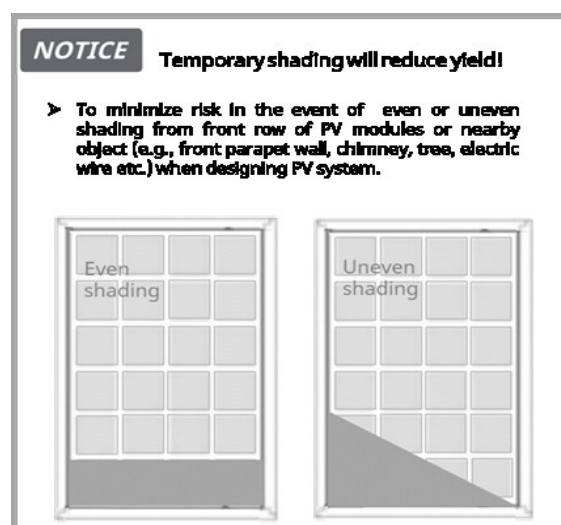 NOTICE
Temporary shading will reduce yield!
➢ To minimize risk in the event of even or uneven
shading from front row of PV modules or nearby
object (e.g., front parapet wall, chimney, tree, electric
wire etc.) when designing PV system.
Even
shading
Uneven
shading